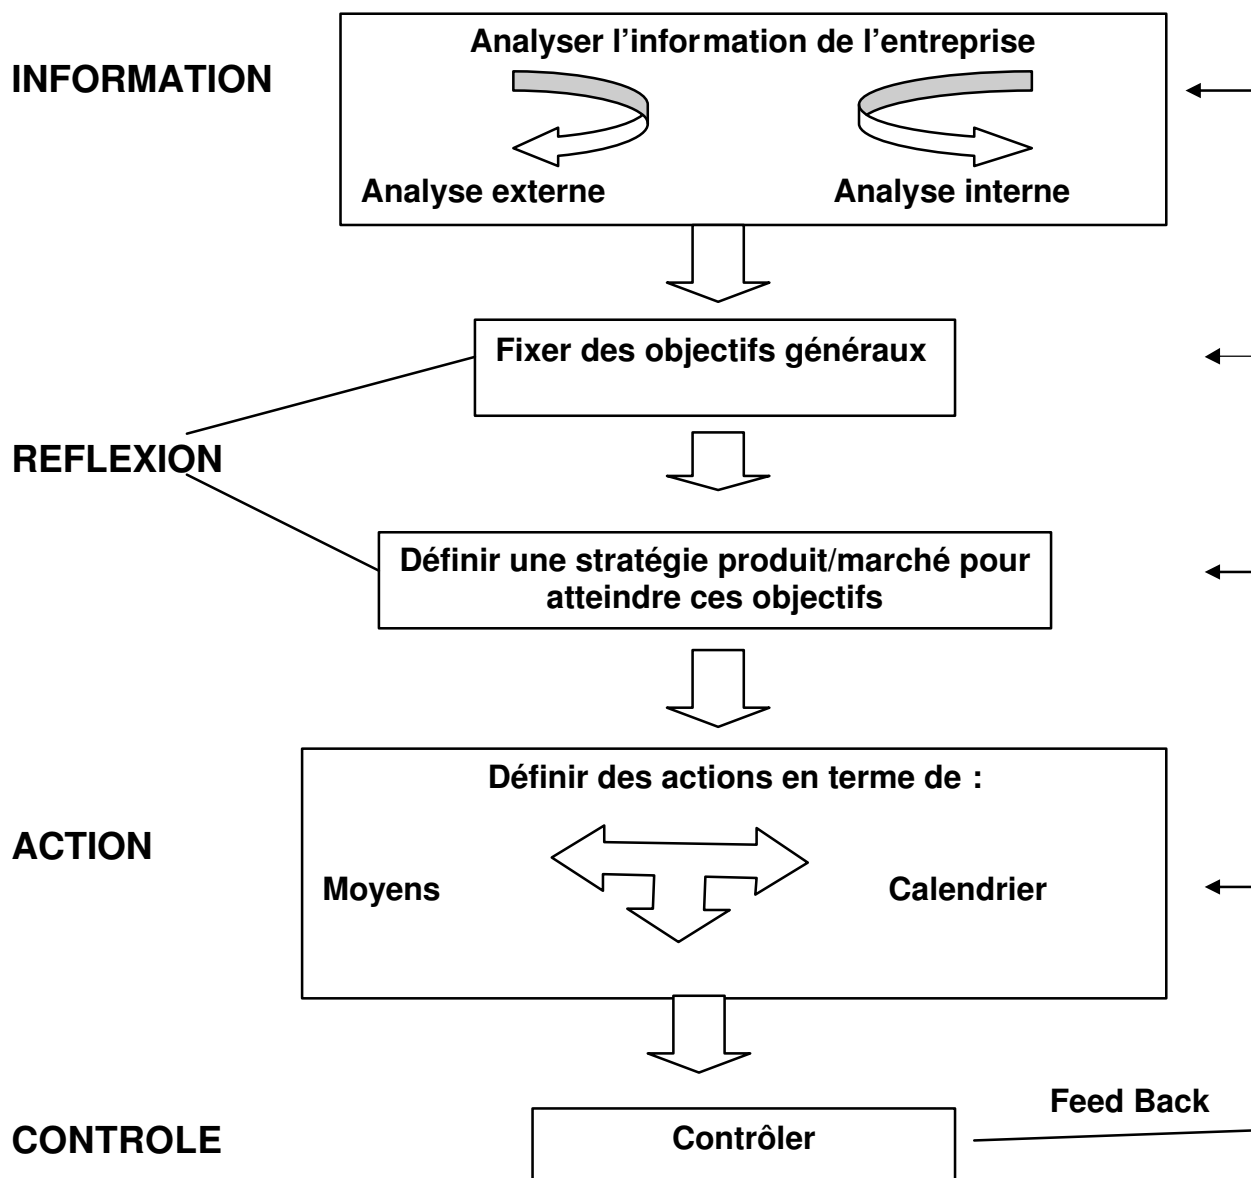 Analyser l’information de l’entreprise
INFORMATION
Analyse externe
Analyse interne
Fixer des objectifs généraux
REFLEXION
Définir une stratégie produit/marché pour
atteindre ces objectifs
Définir des actions en terme de :
ACTION
Moyens
Calendrier
Feed Back
CONTROLE
Contrôler